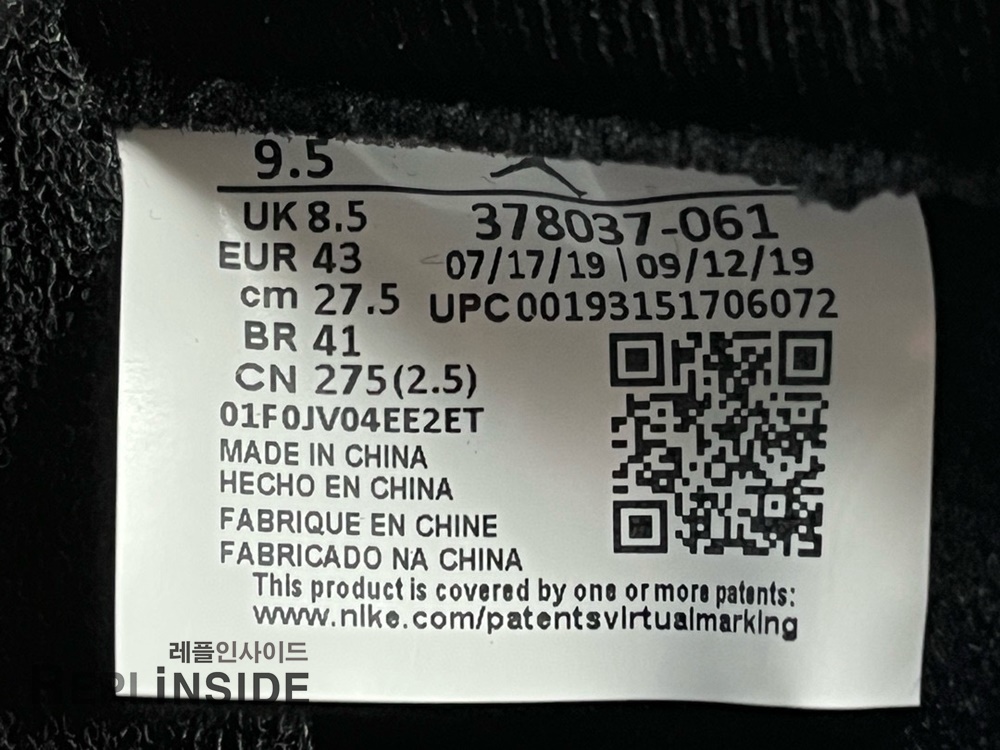 9.5
UK 8.5
EUR 43
cm 27.5
BR 41
CN 275(2.5)
01F0JV04EE2ET
378037-061
07/17/19 \ 09/12/19
UPC00193151706072
MADE IN CHINA
HECHO EN CHINA
FABRIQUE EN CHINE
FABRICADO NA CHINA
This product is covered by one or more patents:
www.nike.com/patentsvirtualmarking
레플인사이드
REPLiNSIDE